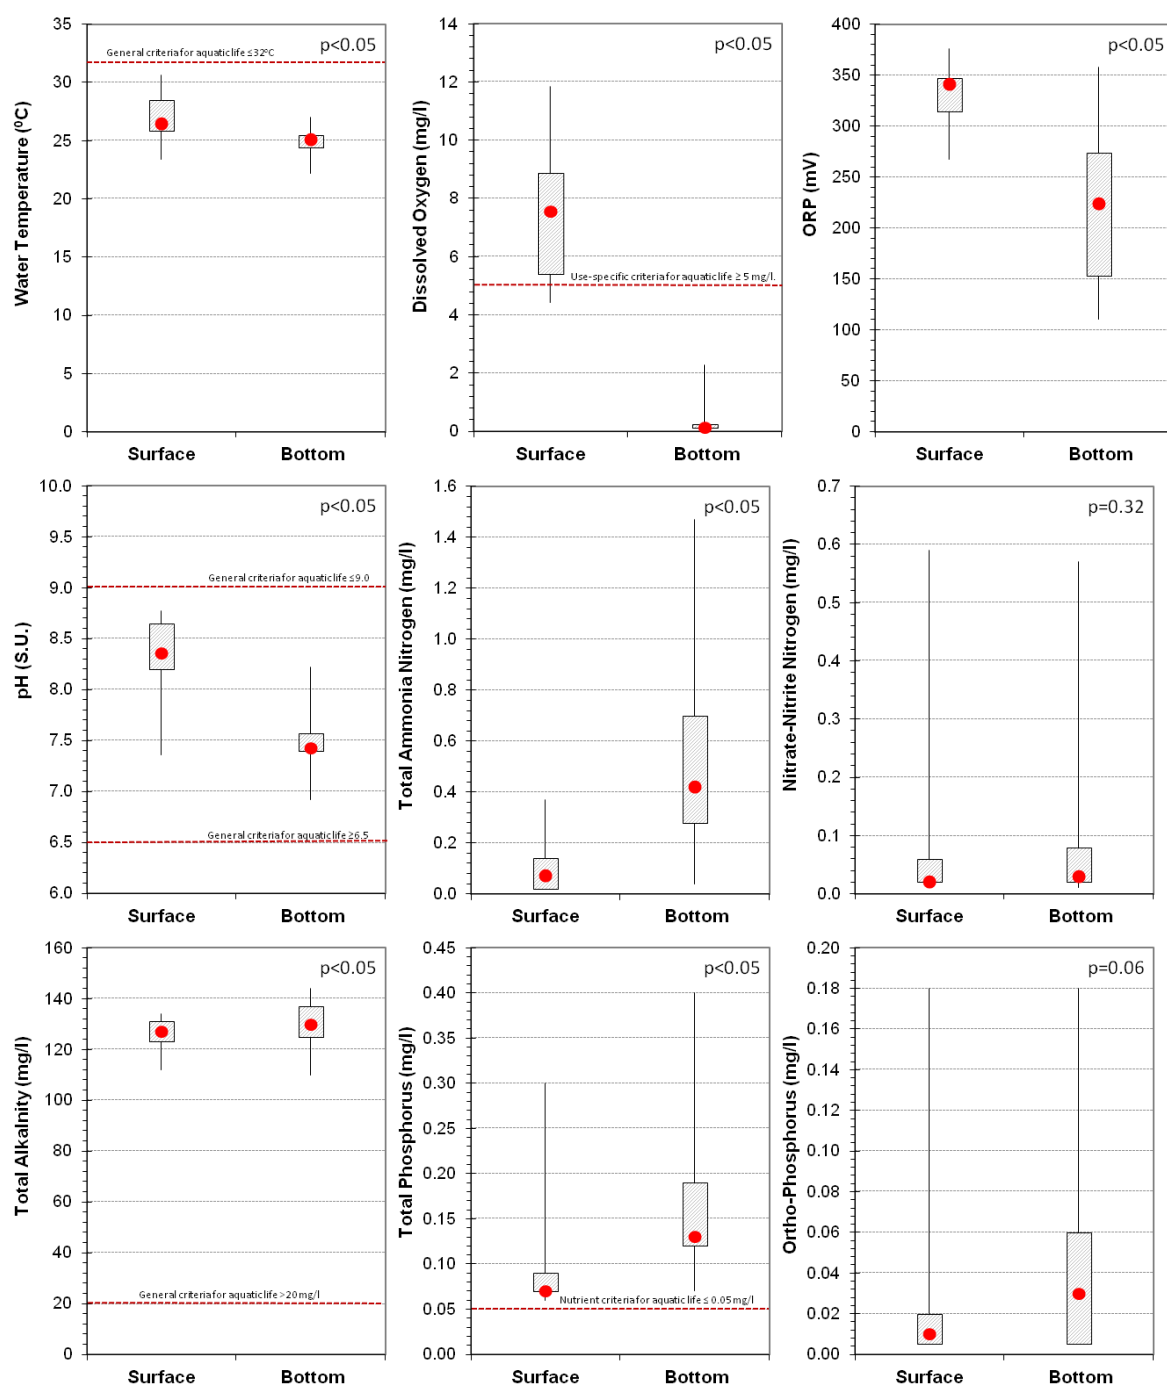 Water Temperature (⁰C)
35
30
25
20
15
10
5
0
General criteria for aquatic life ≤32⁰C
p<0.05
Surface Bottom
Dissolved Oxygen (mg/l)
14
12
10
8
6
4
2
0
p<0.05
Use-specific criteria for aquatic life ≥ 5 mg/l.
Surface Bottom
ORP (mV)
400
350
300
250
200
150
100
50
0
p<0.05
Surface Bottom
pH (S.U.)
10.0
9.5
9.0
8.5
8.0
7.5
7.0
6.5
6.0
p<0.05
General criteria for aquatic life ≤9.0
General criteria for aquatic life ≥6.5
Surface Bottom
Total Ammonia Nitrogen (mg/l)
1.6
1.4
1.2
1.0
0.8
0.6
0.4
0.2
0.0
p<0.05
Surface Bottom
Nitrate-Nitrite Nitrogen (mg/l)
0.7
0.6
0.5
0.4
0.3
0.2
0.1
0.0
p=0.32
Surface Bottom
Total Alkalnity (mg/l)
160
140
120
100
80
60
40
20
0
p<0.05
General criteria for aquatic life >20 mg/l
Surface Bottom
Total Phosphorus (mg/l)
0.45
0.40
0.35
0.30
0.25
0.20
0.15
0.10
0.05
0.00
p<0.05
Nutrient criteria for aquatic life ≤ 0.05 mg/l
Surface Bottom
Ortho-Phosphorus (mg/l)
0.20
0.18
0.16
0.14
0.12
0.10
0.08
0.06
0.04
0.02
0.00
p=0.06
Surface Bottom